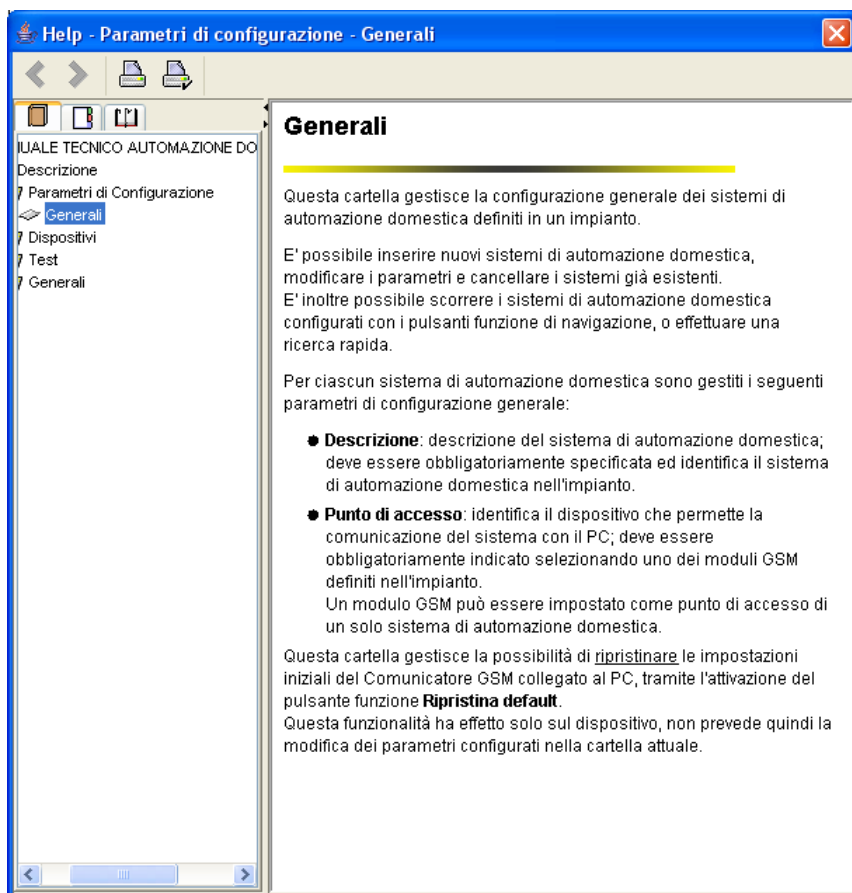 Help - Parametri di configurazione - Generali
IUALE TECNICO AUTOMAZIONE DO
Descrizione
Parametri di Configurazione
Generali
Dispositivi
Test
Generali
Generali
Questa cartella gestisce la configurazione generale dei sistemi di
automazione domestica definiti in un impianto.
E' possibile inserire nuovi sistemi di automazione domestica,
modificare i parametri e cancellare i sistemi già esistenti.
E' inoltre possibile scorrere i sistemi di automazione domestica
configurati con i pulsanti funzione di navigazione, o effettuare una
ricerca rapida.
Per ciascun sistema di automazione domestica sono gestiti i seguenti
parametri di configurazione generale:
● Descrizione: descrizione del sistema di automazione domestica;
deve essere obbligatoriamente specificata ed identifica il sistema
di automazione domestica nell'impianto.
● Punto di accesso: identifica il dispositivo che permette la
comunicazione del sistema con il PC; deve essere
obbligatoriamente indicato selezionando uno dei moduli GSM
definiti nell'impianto.
Un modulo GSM può essere impostato come punto di accesso di
un solo sistema di automazione domestica.
Questa cartella gestisce la possibilità di ripristinare le impostazioni
iniziali del Comunicatore GSM collegato al PC, tramite l'attivazione del
pulsante funzione Ripristina default.
Questa funzionalità ha effetto solo sul dispositivo, non prevede quindi la
modifica dei parametri configurati nella cartella attuale.